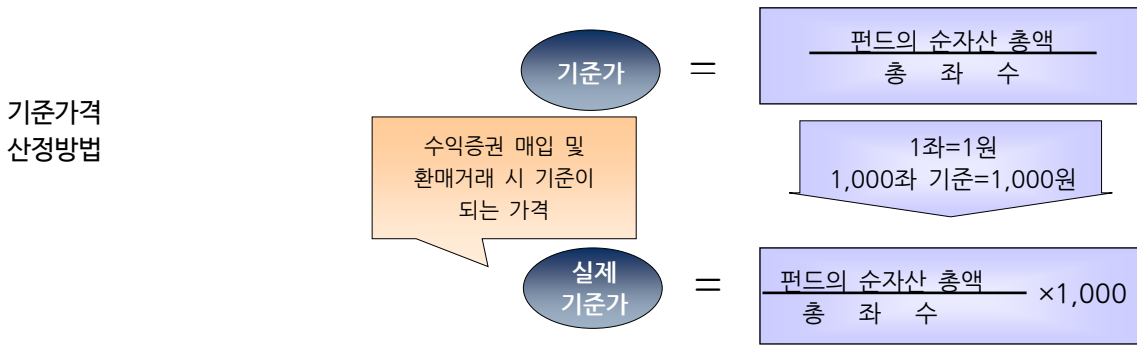 기준가격
산정방법
기준가
=
펀드의 순자산 총액
총 좌 수
수익증권 매입 및
환매거래 시 기준이
되는 가격
1좌=1원
1,000좌 기준=1,000원
실제
기준가
=
펀드의 순자산 총액
총 좌 수
×1,000